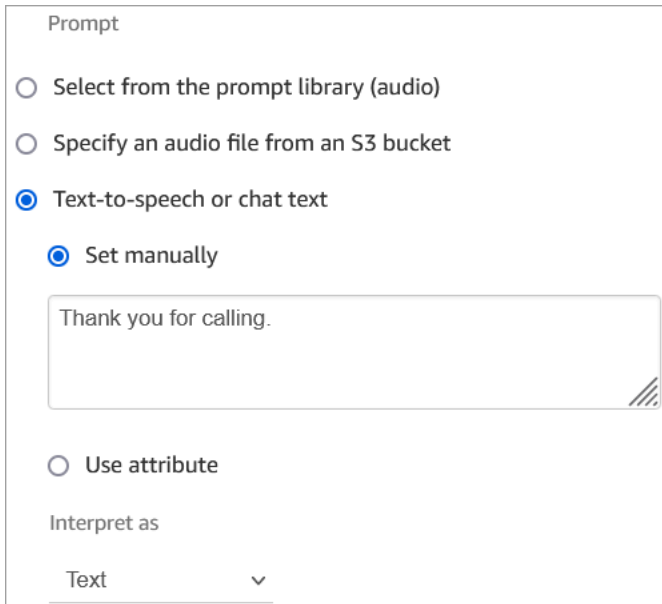 Prompt
Select from the prompt library (audio)
Specify an audio file from an S3 bucket
Text-to-speech or chat text
Set manually
Thank you for calling.
Use attribute
Interpret as
Text